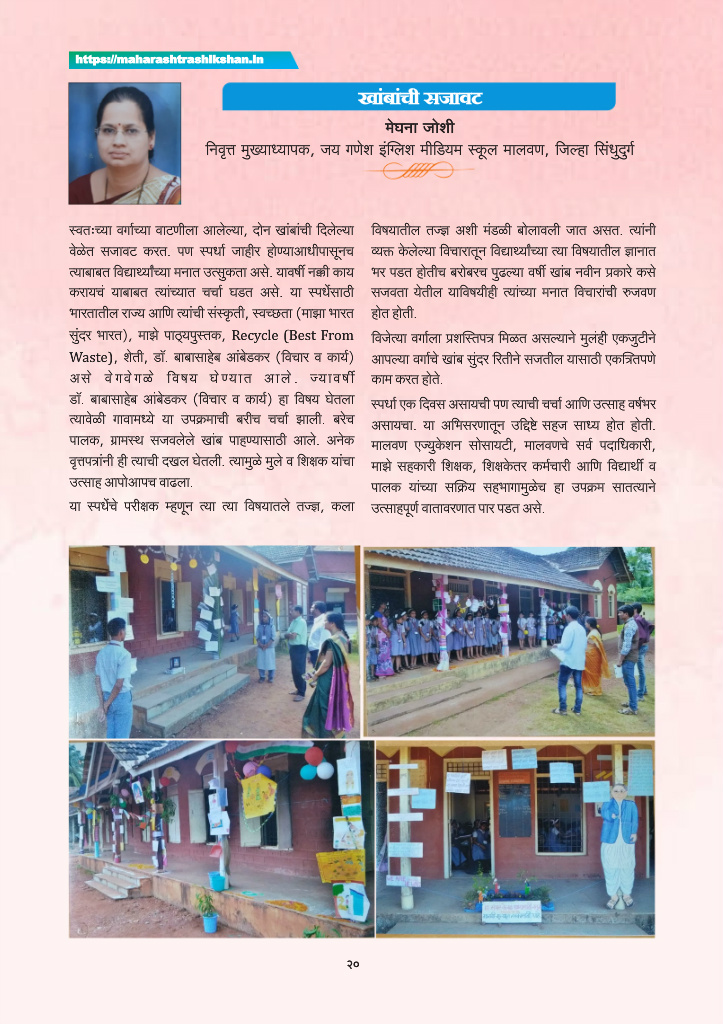 https://maharashtrashikshan.in
खांबांची सजावट
मेघना जोशी
निवृत्त मुख्याध्यापक, जय गणेश इंग्लिश मीडियम स्कूल मालवण, जिल्हा सिंधुदुर्ग
स्वतःच्या वर्गाच्या वाटणीला आलेल्या, दोन खांबांची दिलेल्या
वेळेत सजावट करत. पण स्पर्धा जाहीर होण्याआधीपासूनच
त्याबाबत विद्यार्थ्यांच्या मनात उत्सुकता असे. यावर्षी नक्की काय
करायचं याबाबत त्यांच्यात चर्चा घडत असे. या स्पर्धेसाठी
भारतातील राज्य आणि त्यांची संस्कृती, स्वच्छता (माझा भारत
सुंदर भारत), माझे पाठ्यपुस्तक, Recycle (Best From
Waste), शेती, डॉ. बाबासाहेब आंबेडकर (विचार व कार्य)
असे वेगवेगळे विषय घेण्यात आले. ज्यावर्षी
डॉ. बाबासाहेब आंबेडकर (विचार व कार्य) हा विषय घेतला
त्यावेळी गावामध्ये या उपक्रमाची बरीच चर्चा झाली. बरेच
पालक, ग्रामस्थ सजवलेले खांब पाहण्यासाठी आले. अनेक
वृत्तपत्रांनी ही त्याची दखल घेतली. त्यामुळे मुले व शिक्षक यांचा
उत्साह आपोआपच वाढला.
या स्पर्धेचे परीक्षक म्हणून त्या त्या विषयातले तज्ज्ञ, कला
विषयातील तज्ज्ञ अशी मंडळी बोलावली जात असत. त्यांनी
व्यक्त केलेल्या विचारातून विद्यार्थ्यांच्या त्या विषयातील ज्ञानात
भर पडत होतीच बरोबरच पुढल्या वर्षी खांब नवीन प्रकारे कसे
सजवता येतील याविषयीही त्यांच्या मनात विचारांची रुजवण
होत होती.
विजेत्या वर्गाला प्रशस्तिपत्र मिळत असल्याने मुलंही एकजुटीने
आपल्या वर्गाचे खांब सुंदर रितीने सजतील यासाठी एकत्रितपणे
काम करत होते.
स्पर्धा एक दिवस असायची पण त्याची चर्चा आणि उत्साह वर्षभर
असायचा. या अभिसरणातून उद्दिष्टे सहज साध्य होत होती.
मालवण एज्युकेशन सोसायटी, मालवणचे सर्व पदाधिकारी,
माझे सहकारी शिक्षक, शिक्षकेतर कर्मचारी आणि विद्यार्थी व
पालक यांच्या सक्रिय सहभागामुळेच हा उपक्रम सातत्याने
उत्साहपूर्ण वातावरणात पार पडत असे.
२०